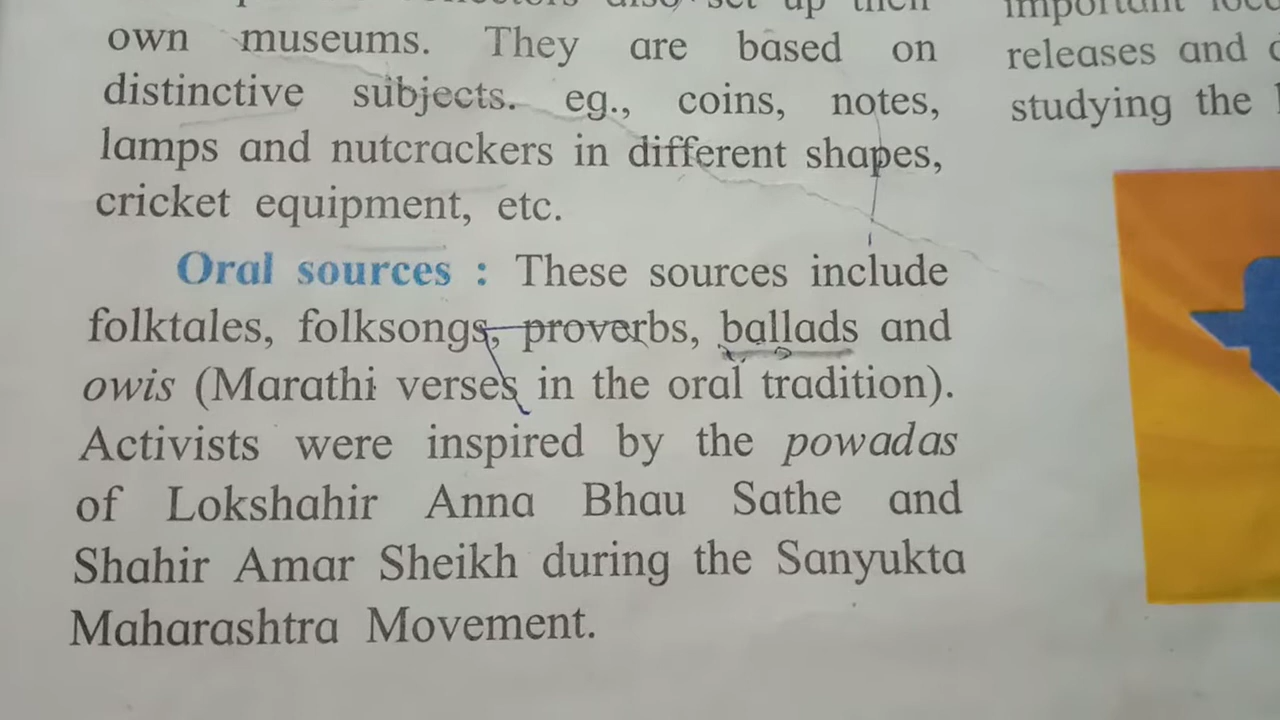 own museums. They are based on
distinctive subjects. eg., coins, notes,
lamps and nutcrackers in different shapes,
cricket equipment, etc.
Oral sources : These sources include
folktales, folksongs, proverbs, ballads and
owis (Marathi verses in the oral tradition).
Activists were inspired by the powadas
of Lokshahir Anna Bhau Sathe and
Shahir Amar Sheikh during the Sanyukta
Maharashtra Movement.
important
releases and
studying the